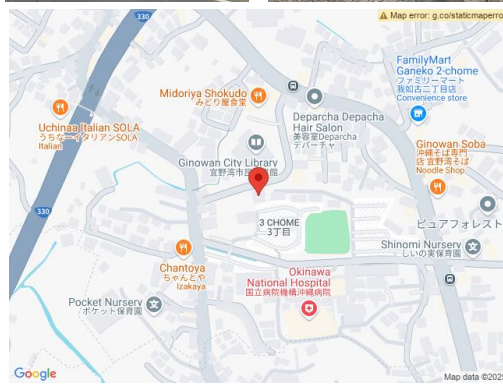 330
Map error: g.co/staticmaperr
FamilyMart
Ganeko 2-chome
ファミリーマート
我如古二丁目店
Convenience store
Midoriya Shokudo
みどり屋食堂
Deparcha Depacha
Hair Salon
美容室Deparcha
デパーチャ
Uchinaa Italian SOLA
うちなーイタリアンSOLA
Italian
Ginowan City Library
宜野湾市民図書館
Ginowan Soba
沖縄そば専門
店 宜野湾そば
Noodle Shop
330
3 CHOME
3丁目
ピュアフォレスト
Shinomi Nursery
しいの実保育園
Chantoya
ちゃんとや
Izakaya
Okinawa
National Hospital
国立病院機構沖縄病院
Pocket Nursery
ポケット保育園
Google
Map data ©202